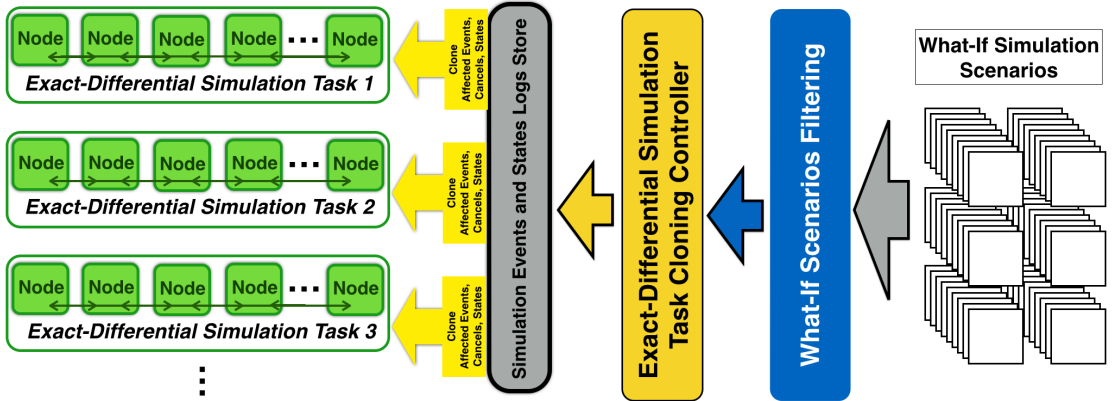 Node Node Node Node ••• Node
Exact-Differential Simulation Task 1
Clone
Affected Events,
Cancels, States
Node Node Node Node ••• Node
Exact-Differential Simulation Task 2
Clone
Affected Events,
Cancels, States
Node Node Node Node ••• Node
Exact-Differential Simulation Task 3
Clone
Affected Events,
Cancels, States
Simulation Events and States Logs Store
Exact-Differential Simulation
Task Cloning Controller
What-If Scenarios Filtering
What-If Simulation
Scenarios